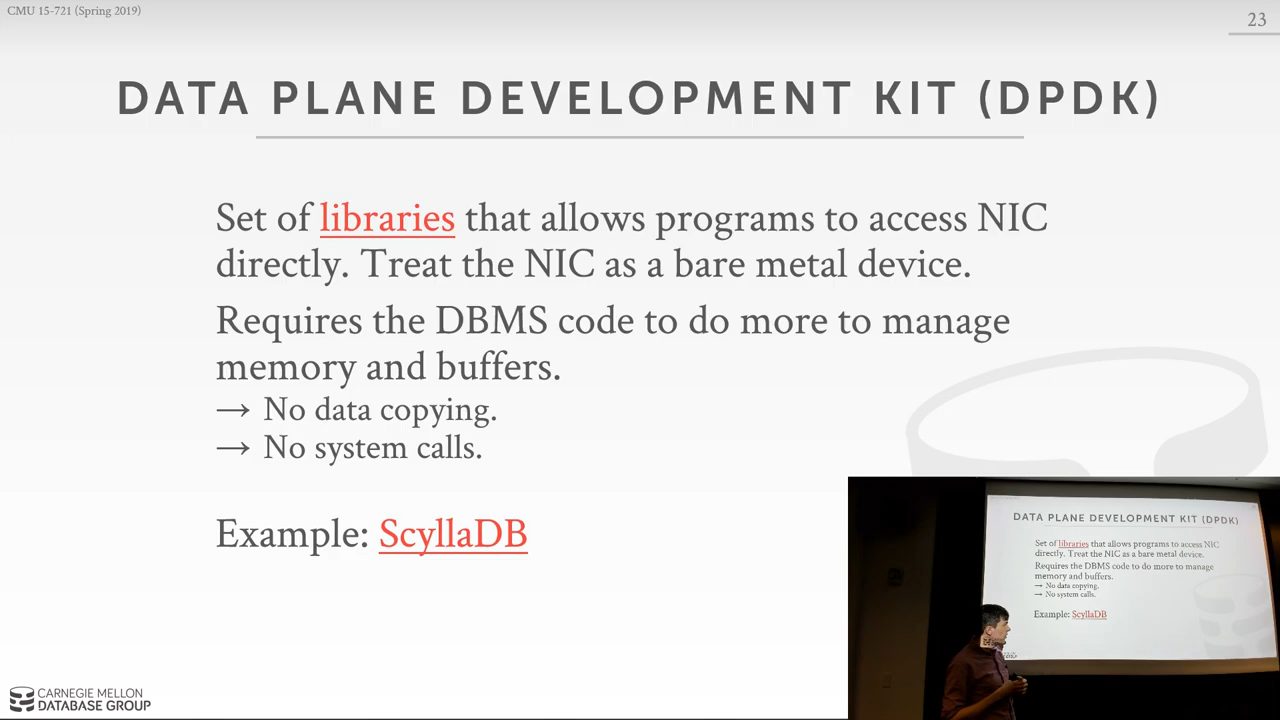 CMU 15-721 (Spring 2019)
23
DATA PLANE DEVELOPMENT KIT (DPDK)
Set of libraries that allows programs to access NIC
directly. Treat the NIC as a bare metal device.
Requires the DBMS code to do more to manage
memory and buffers.
→ No data copying.
→ No system calls.
Example: ScyllaDB
CARNEGIE MELLON
DATABASE GROUP
DATA PLANE DEVELOPMENT KIT (DPDK)
Set of libraries that allows programs to access NIC
directly. Treat the NIC as a bare metal device.
Requires the DBMS code to do more to manage
memory and buffers.
→ No data copying.
→ No system calls.
Example: ScyllaDB